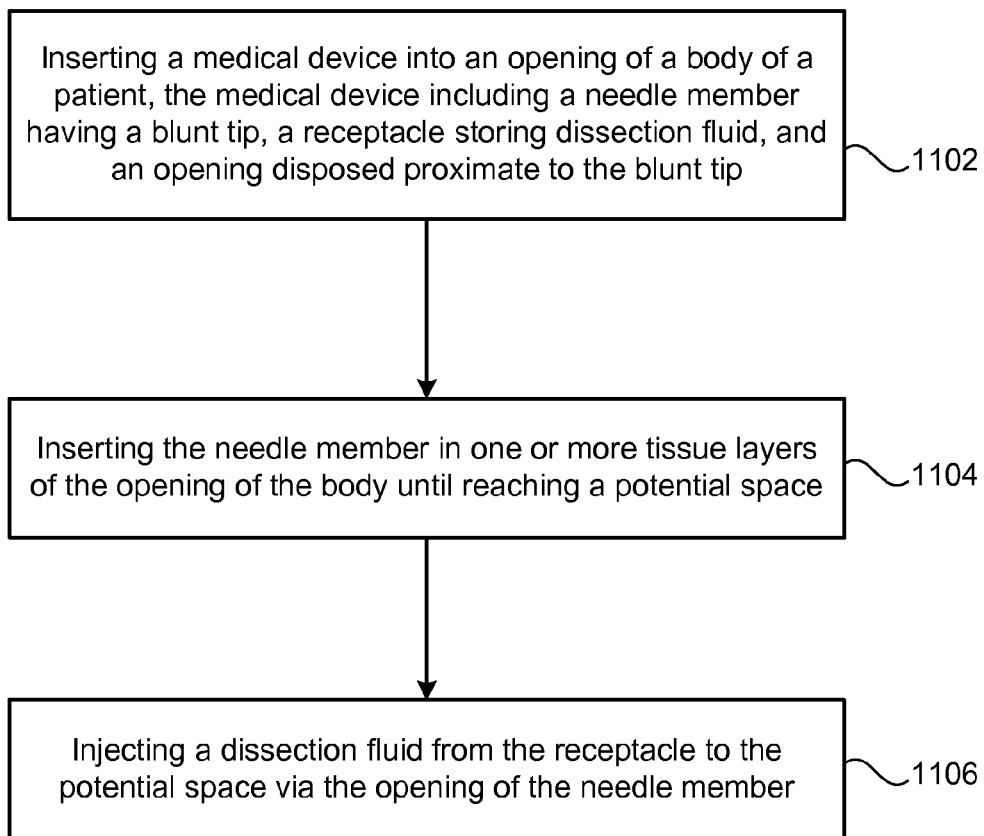 Inserting a medical device into an opening of a body of a
patient, the medical device including a needle member
having a blunt tip, a receptacle storing dissection fluid, and
an opening disposed proximate to the blunt tip
1102
Inserting the needle member in one or more tissue layers
of the opening of the body until reaching a potential space
1104
Injecting a dissection fluid from the receptacle to the
potential space via the opening of the needle member
1106